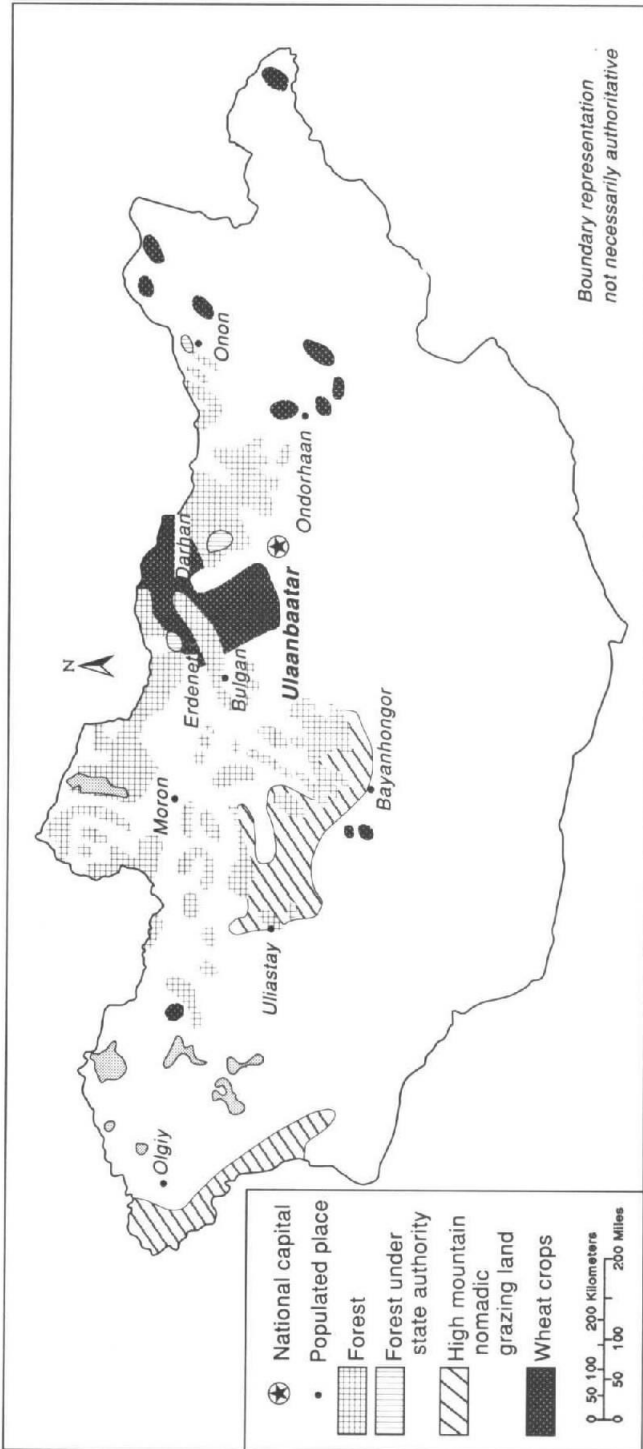 N
Olgiy
Moron
Uliastay
Bayanhongor
Erdenet
Darhan
Bulgan
Ulaanbaatar
Ondorhaan
Onon
National capital
Populated place
Forest
Forest under
state authority
High mountain
nomadic
grazing land
Wheat crops
0 50 100 200 Kilometers
0 50 100 200 Miles
Boundary representation
not necessarily authoritative